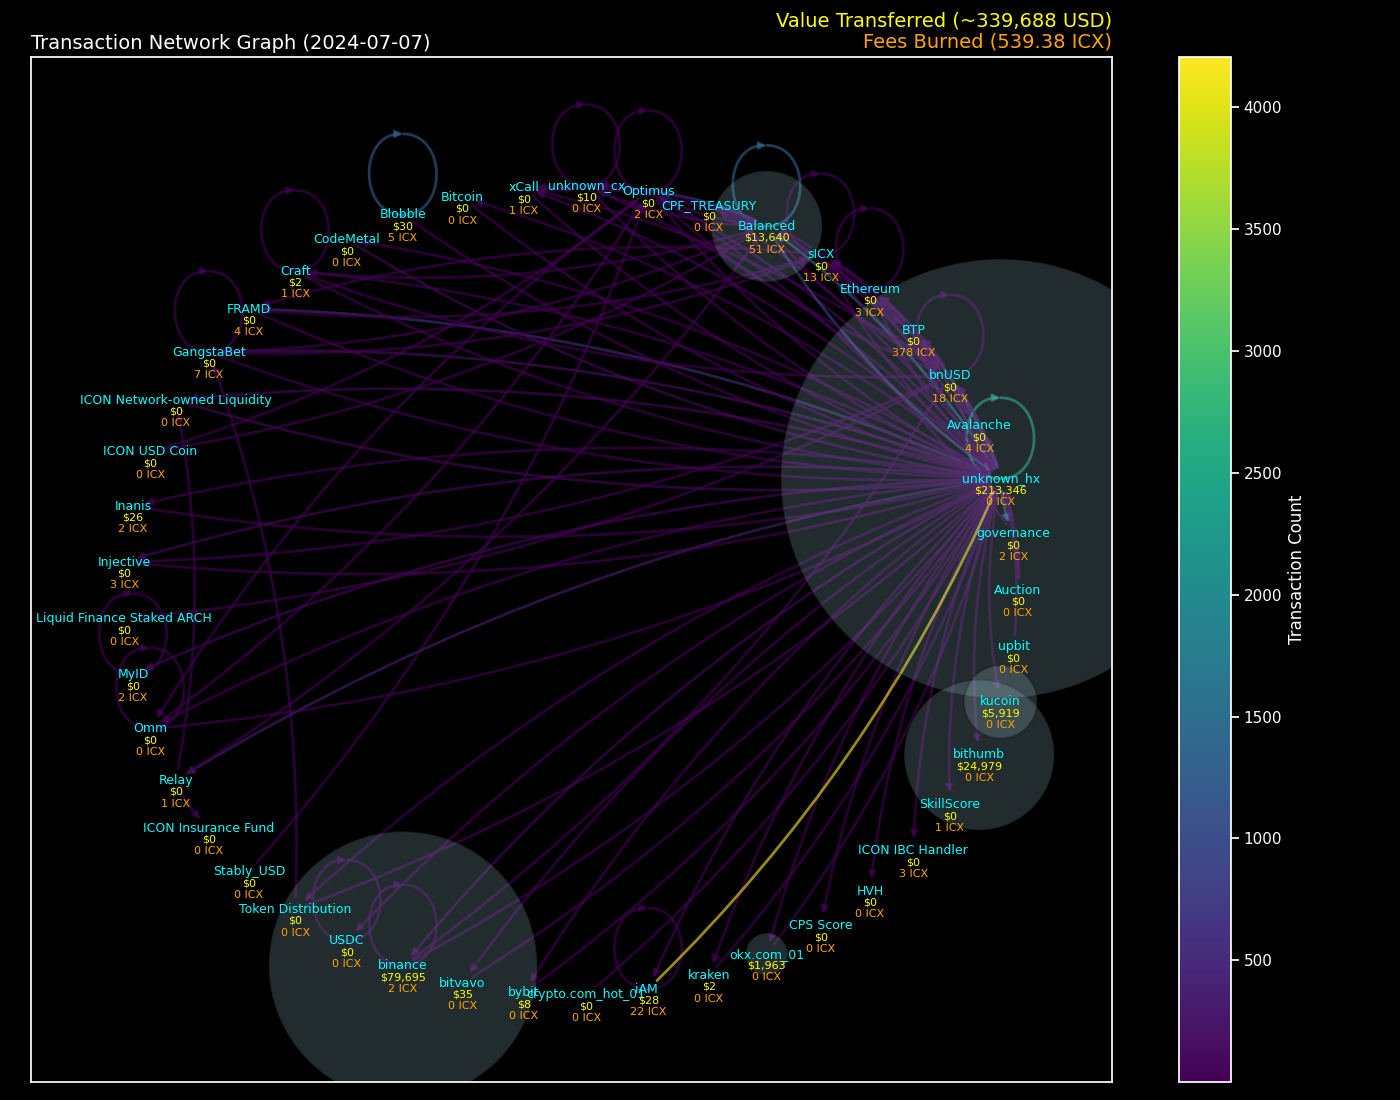 Value Transferred (~339,688 USD)
Transaction Network Graph (2024-07-07)
Fees Burned (539.38 ICX)
xCall
$0
1 ICX
unknown_cx
$10
0 ICX
Optimus
$0
2 ICX
CPF_TREASURY
$0
0 ICX
Bitcoin
$0
0 ICX
Blobble
$30
5 ICX
Balanced
$13,640
51 ICX
CodeMetal
$0
0 ICX
sICX
$0
13 ICX
Craft
$2
1 ICX
Ethereum
$0
3 ICX
FRAMD
$0
4 ICX
BTP
$0
378 ICX
GangstaBet
$0
7 ICX
bnUSD
$0
18 ICX
ICON Network-owned Liquidity
$0
0 ICX
Avalanche
$0
4 ICX
ICON USD Coin
$0
0 ICX
unknown_hx
$213,346
0 ICX
Inanis
$26
2 ICX
governance
$0
2 ICX
Injective
$0
3 ICX
Auction
$0
0 ICX
Liquid Finance Staked ARCH
$0
0 ICX
upbit
$0
0 ICX
MyID
$0
2 ICX
kucoin
$5,919
0 ICX
Omm
$0
0 ICX
bithumb
$24,979
0 ICX
Relay
$0
1 ICX
SkillScore
$0
1 ICX
ICON Insurance Fund
$0
0 ICX
ICON IBC Handler
$0
3 ICX
Stably_USD
$0
0 ICX
HVH
$0
0 ICX
Token Distribution
$0
0 ICX
CPS Score
$0
0 ICX
USDC
$0
0 ICX
okx.com_01
$1,963
0 ICX
binance
$79,695
2 ICX
kraken
$2
0 ICX
bitvavo
$35
0 ICX
bybit
$8
0 ICX
crypto.com_hot_01
$0
0 ICX
iAM
$28
22 ICX
4000
3500
3000
2500
2000
1500
1000
500
Transaction Count